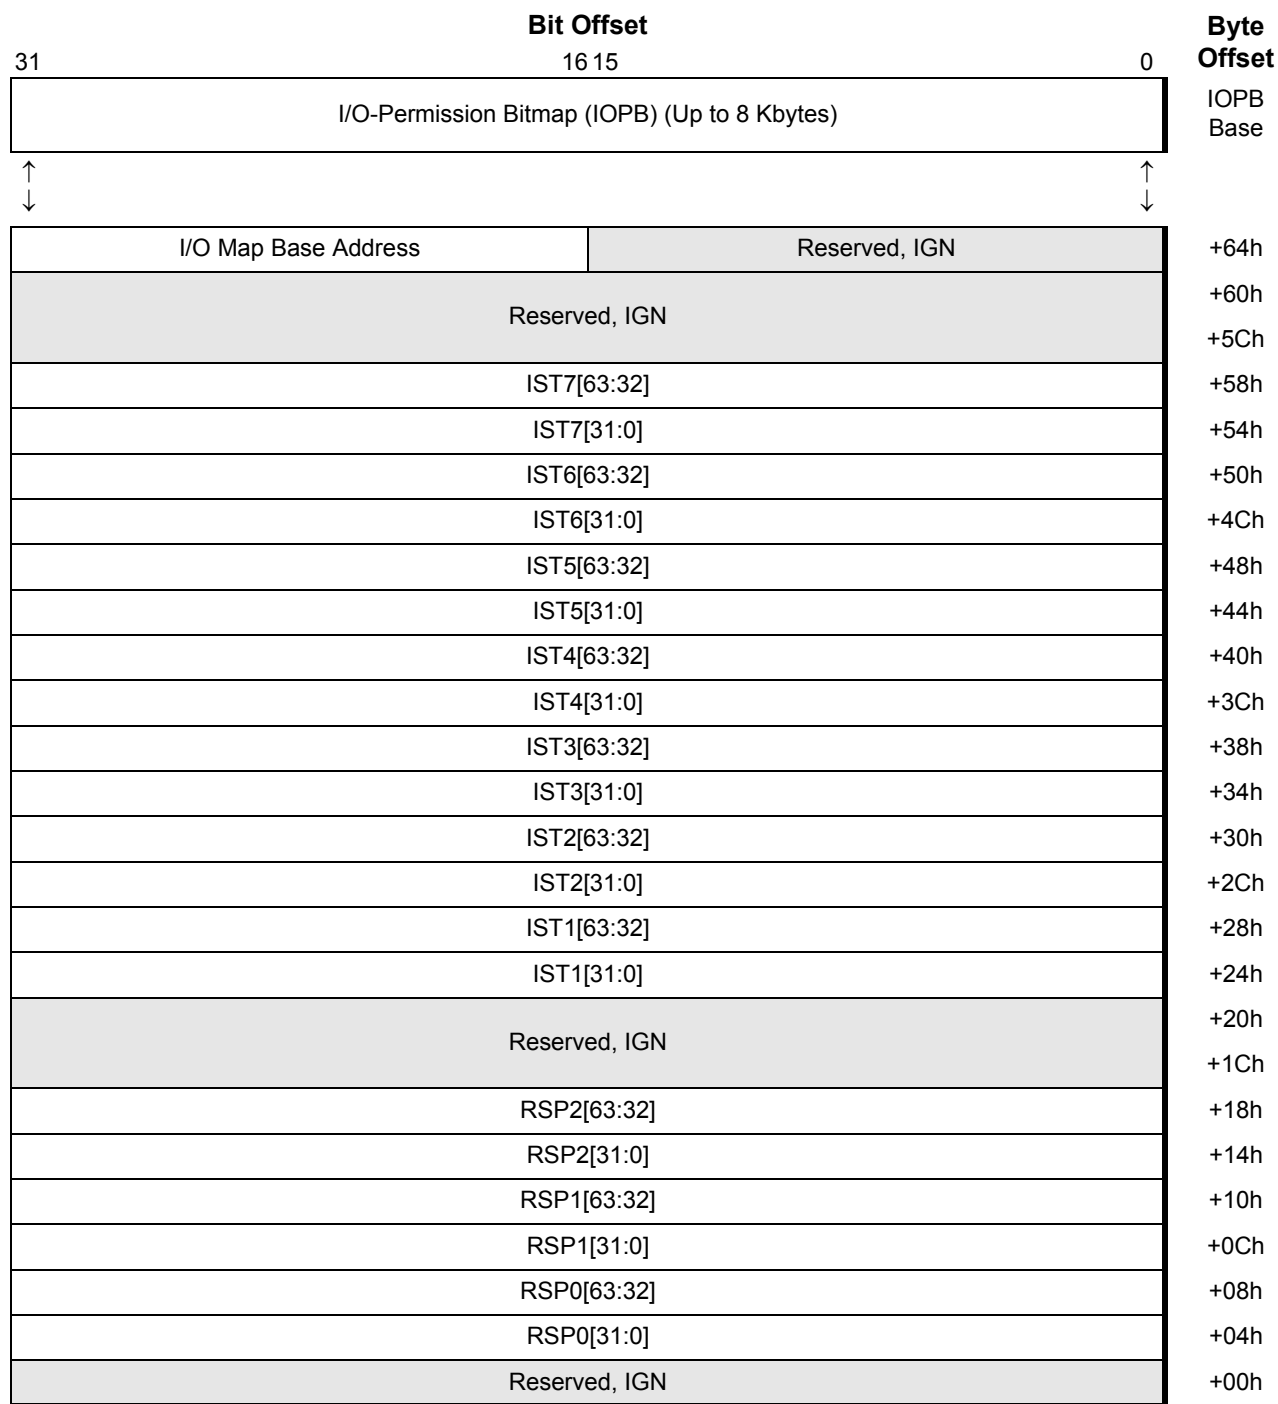 Bit Offset
Byte
Offset
31 16 15 0
I/O-Permission Bitmap (IOPB) (Up to 8 Kbytes)
IOPB
Base
↑ ↑
↓ ↓
I/O Map Base Address Reserved, IGN +64h
+60h
Reserved, IGN
+5Ch
IST7[63:32] +58h
IST7[31:0] +54h
IST6[63:32] +50h
IST6[31:0] +4Ch
IST5[63:32] +48h
IST5[31:0] +44h
IST4[63:32] +40h
IST4[31:0] +3Ch
IST3[63:32] +38h
IST3[31:0] +34h
IST2[63:32] +30h
IST2[31:0] +2Ch
IST1[63:32] +28h
IST1[31:0] +24h
+20h
Reserved, IGN
+1Ch
RSP2[63:32] +18h
RSP2[31:0] +14h
RSP1[63:32] +10h
RSP1[31:0] +0Ch
RSP0[63:32] +08h
RSP0[31:0] +04h
Reserved, IGN +00h